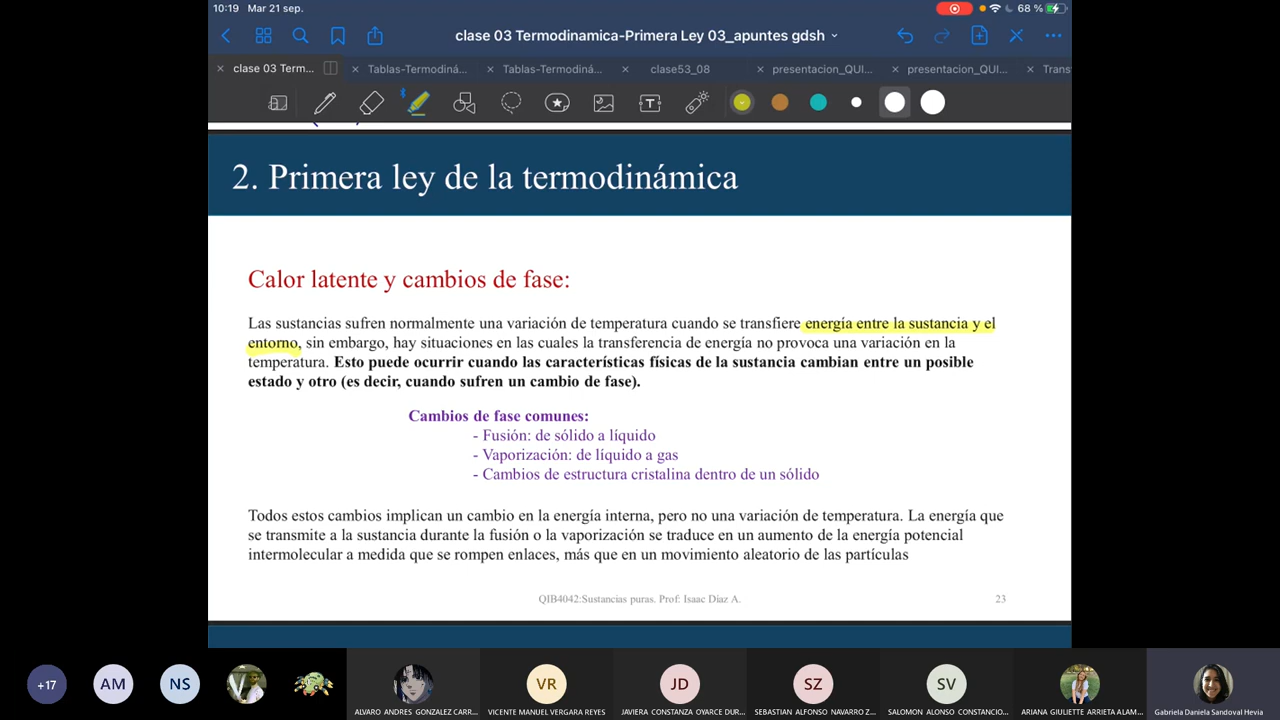 10:19 Mar 21 sep.
68 %
clase 03 Termodinamica-Primera Ley 03_apuntes gdsh
clase 03 Term...
Tablas-Termodiná...
Tablas-Termodiná...
clase53_08
presentacion_QUI...
presentacion_QUI...
Transf
2. Primera ley de la termodinámica
Calor latente y cambios de fase:
Las sustancias sufren normalmente una variación de temperatura cuando se transfiere energía entre la sustancia y el
entorno, sin embargo, hay situaciones en las cuales la transferencia de energía no provoca una variación en la
temperatura. Esto puede ocurrir cuando las características físicas de la sustancia cambian entre un posible
estado y otro (es decir, cuando sufren un cambio de fase).
Cambios de fase comunes:
- Fusión: de sólido a líquido
- Vaporización: de líquido a gas
- Cambios de estructura cristalina dentro de un sólido
Todos estos cambios implican un cambio en la energía interna, pero no una variación de temperatura. La energía que
se transmite a la sustancia durante la fusión o la vaporización se traduce en un aumento de la energía potencial
intermolecular a medida que se rompen enlaces, más que en un movimiento aleatorio de las partículas
QIB4042:Sustancias puras. Prof: Isaac Diaz A.
23
+17
AM
NS
VR
JD
SZ
SV
ALVARO ANDRES GONZALEZ CARR...
VICENTE MANUEL VERGARA REYES
JAVIERA CONSTANZA OYARCE DUR...
SEBASTIAN ALFONSO NAVARRO Z...
SALOMON ALONSO CONSTANCIO...
ARIANA GIULIETTE ARRIETA ALAM...
Gabriela Daniela Sandoval Hevia